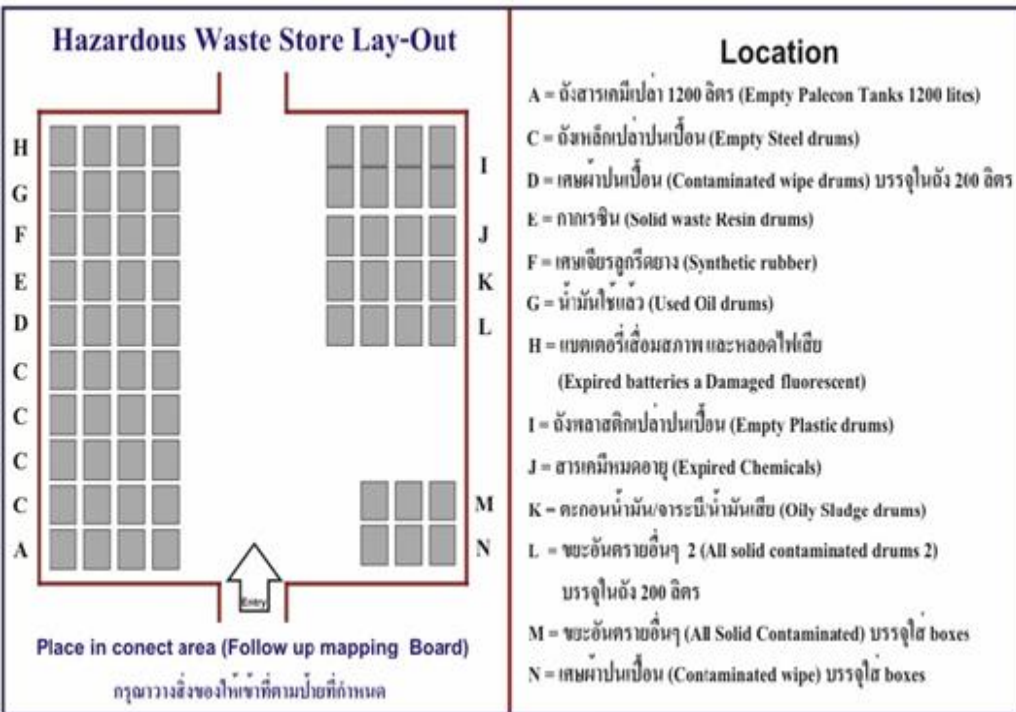 Hazardous Waste Store Lay-Out
H
G
F
E
D
C
C
C
C
A
I
J
K
L
M
N
Entry
Place in conect area (Follow up mapping Board)
กรุณาวางสิ่งของให้เข้าที่ตามป้ายที่กำหนด
Location
A = ถังสารเคมีเปล่า 1200 ลิตร (Empty Palecon Tanks 1200 lites)
C = ถังเหล็กเปล่าปนเปื้อน (Empty Steel drums)
D = เศษผ้าปนเปื้อน (Contaminated wipe drums) บรรจุในถัง 200 ลิตร
E = กากเรซิน (Solid waste Resin drums)
F = เศษเจียรลูกรีดยาง (Synthetic rubber)
G = น้ำมันใช้แล้ว (Used Oil drums)
H = แบตเตอรี่เสื่อมสภาพ และหลอดไฟเสีย
(Expired batteries a Damaged fluorescent)
I = ถังพลาสติกเปล่าปนเปื้อน (Empty Plastic drums)
J = สารเคมีหมดอายุ (Expired Chemicals)
K = ตะกอนน้ำมัน/จาระบี/น้ำมันเสีย (Oily Sludge drums)
L = ขยะอันตรายอื่นๆ 2 (All solid contaminated drums 2)
บรรจุในถัง 200 ลิตร
M = ขยะอันตรายอื่นๆ (All Solid Contaminated) บรรจุใส่ boxes
N = เศษผ้าปนเปื้อน (Contaminated wipe) บรรจุใส่ boxes